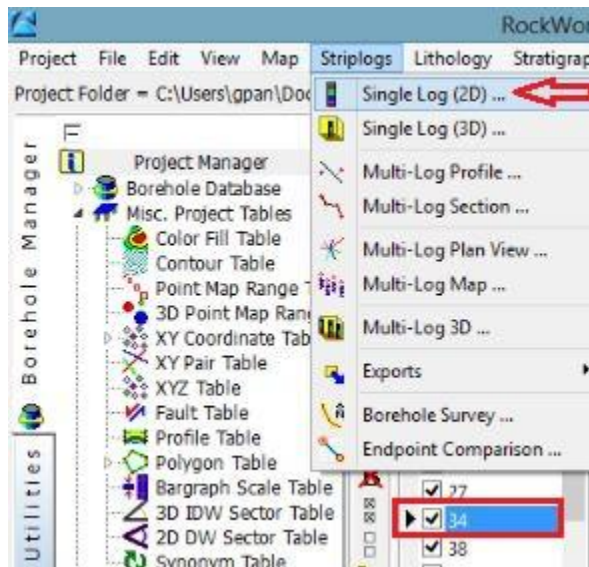 RockWor
Project File Edit View Map Striplogs Lithology Stratigrap
Project Folder = C:\Users\gpan\Doc
Single Log (2D) ...
Single Log (3D) ...
Multi-Log Profile ...
Multi-Log Section ...
Multi-Log Plan View ...
Multi-Log Map ...
Multi-Log 3D ...
Exports
Borehole Survey ...
Endpoint Comparison ...
Borehole Manager
Utilities
Project Manager
Borehole Database
Misc. Project Tables
Color Fill Table
Contour Table
Point Map Range T
3D Point Map Ran
XY Coordinate Tab
XY Pair Table
XYZ Table
Fault Table
Profile Table
Polygon Table
Bargraph Scale Table
3D IDW Sector Table
2D DW Sector Table
Synonym Table
27
34
38